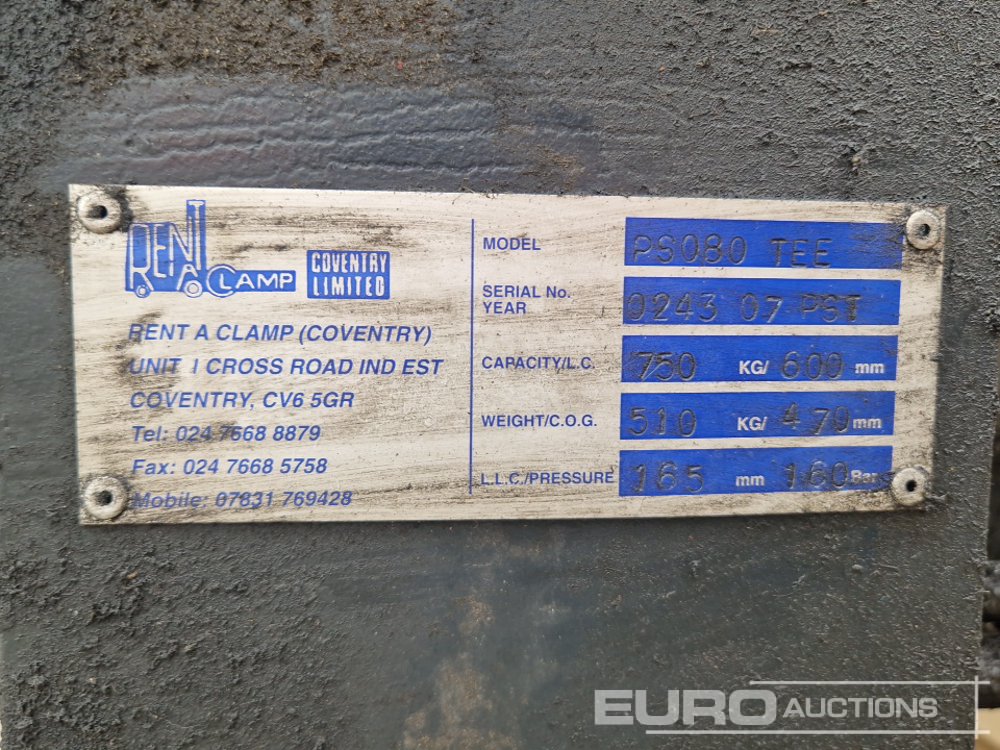 RENT A CLAMP
COVENTRY
LIMITED
RENT A CLAMP (COVENTRY)
UNIT I CROSS ROAD IND EST
COVENTRY, CV6 5GR
Tel: 024 7668 8879
Fax: 024 7668 5758
Mobile: 07831 769428
MODEL PS080 TEE
SERIAL No.
YEAR 0243 07 PST
CAPACITY/L.C. 750 KG/ 600 mm
WEIGHT/C.O.G. 510 KG/ 470 mm
L.L.C./PRESSURE 165 mm 160 Bar
EURO AUCTIONS